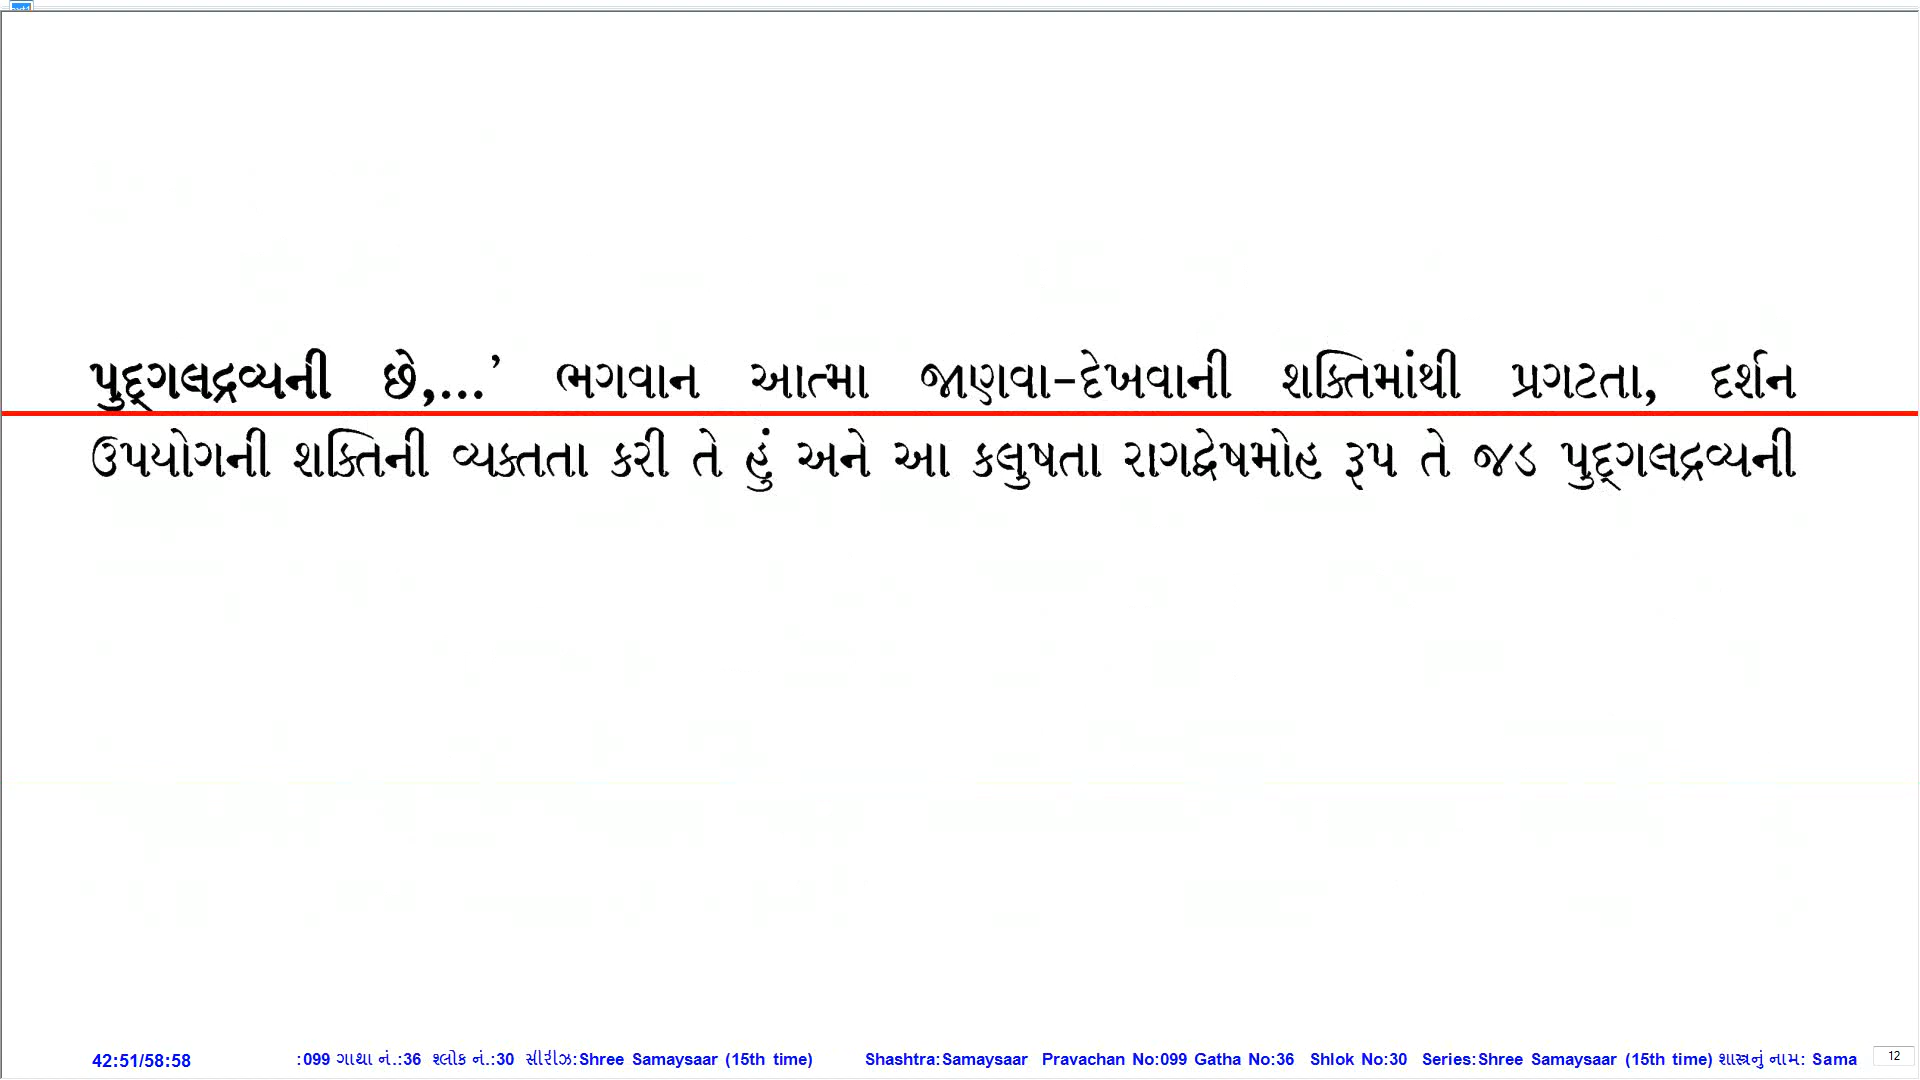 પુદ્ગલદ્રવ્યની છે,...’ ભગવાન આત્મા જાણવા-દેખવાની શક્તિમાંથી પ્રગટતા, દર્શન
ઉપયોગની શક્તિની વ્યક્તતા કરી તે હું અને આ કલુષતા રાગદ્વેષમોહ રૂપ તે જડ પુદ્ગલદ્રવ્યની
42:51/58:58 :099 ગાથા નં.:36 શ્લોક નં.:30 સીરીઝ:Shree Samaysaar (15th time) Shashtra:Samaysaar Pravachan No:099 Gatha No:36 Shlok No:30 Series:Shree Samaysaar (15th time) શાસ્ત્રનું નામ: Sama 12